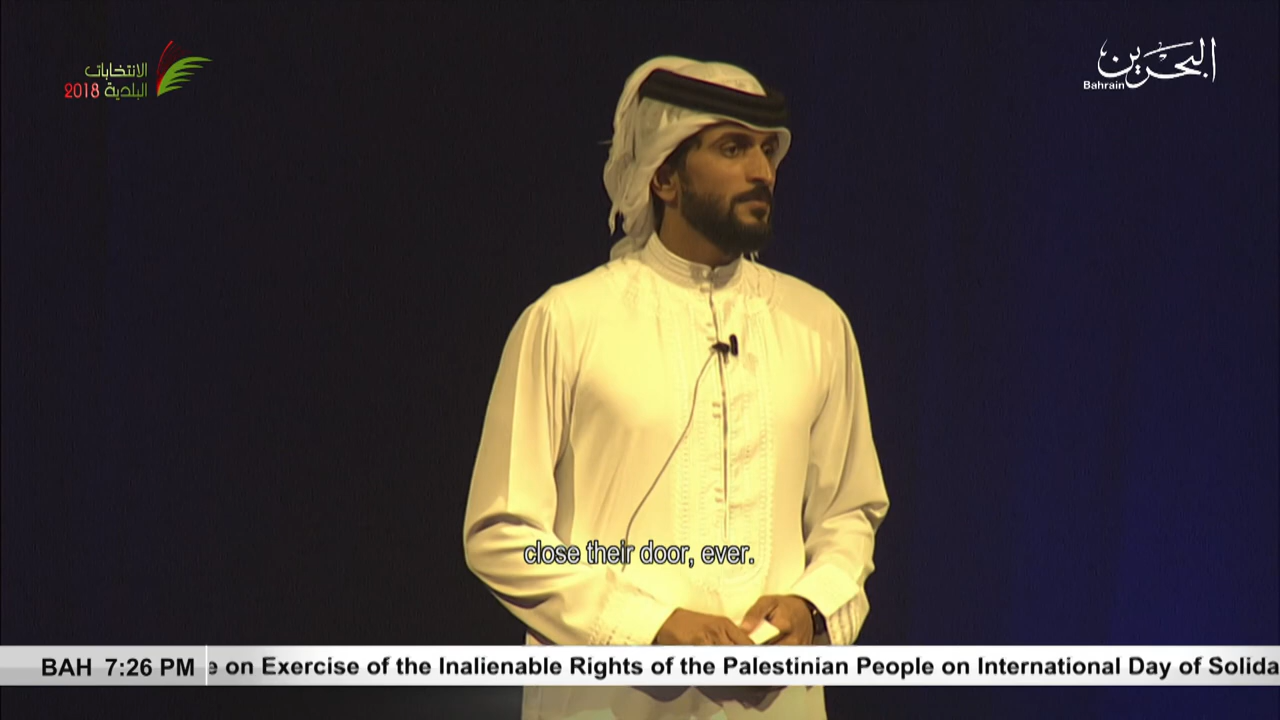 الانتخابات
البلدية 2018
البحرين
Bahrain
close their door, ever.
BAH 7:26 PM
e on Exercise of the Inalienable Rights of the Palestinian People on International Day of Solida